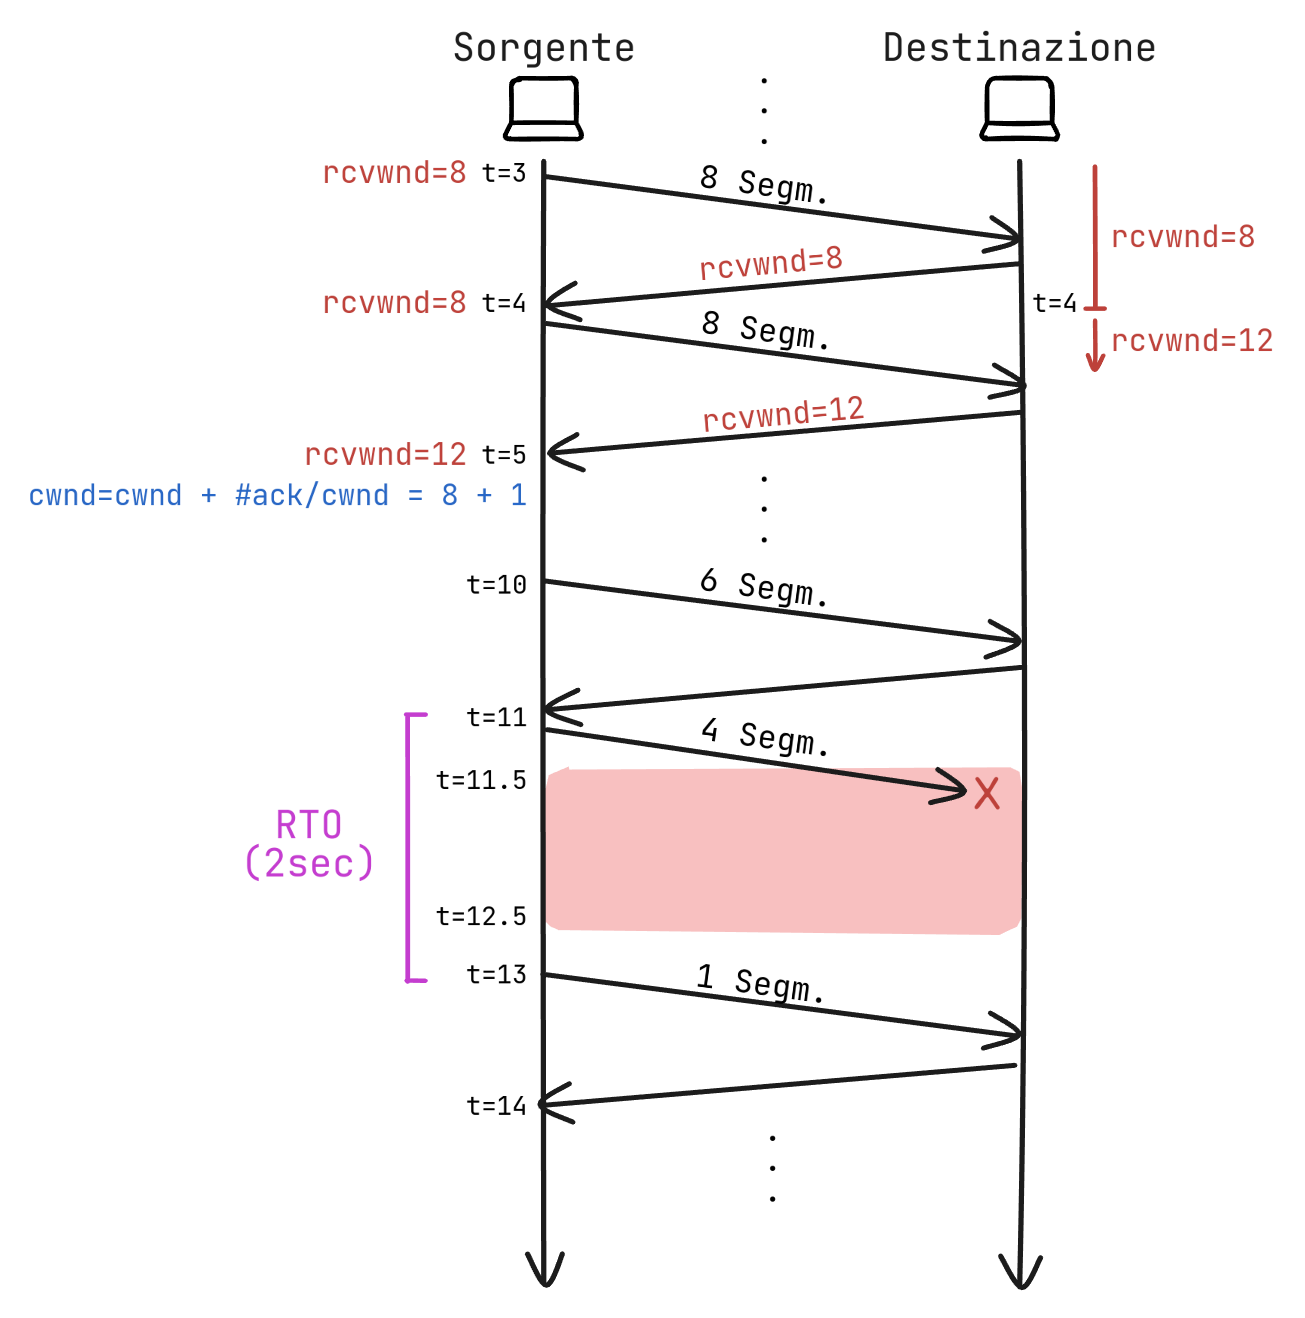 Sorgente
Destinazione
rcvwnd=8 t=3
8 Segm.
rcvwnd=8
rcvwnd=8
rcvwnd=8 t=4
t=4
8 Segm.
rcvwnd=12
rcvwnd=12
rcvwnd=12 t=5
cwnd=cwnd + #ack/cwnd = 8 + 1
t=10
6 Segm.
t=11
4 Segm.
t=11.5
X
RTO
(2sec)
t=12.5
t=13
1 Segm.
t=14